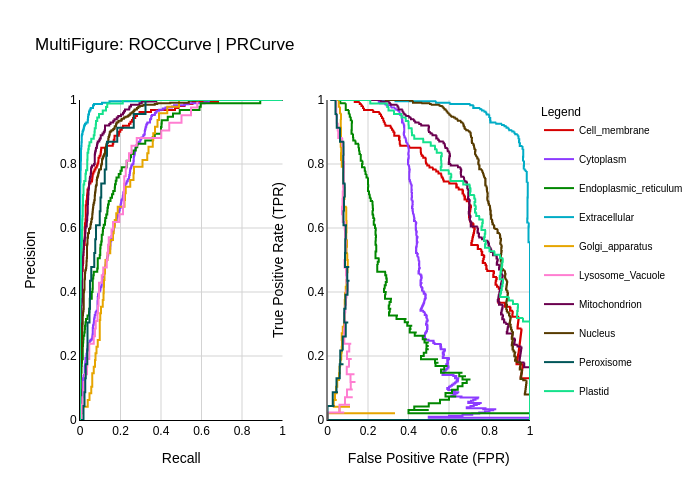 MultiFigure: ROCCurve | PRCurve
Precision
1
0.8
0.6
0.4
0.2
0
0
0.2
0.4
0.6
0.8
1
Recall
True Positive Rate (TPR)
1
0.8
0.6
0.4
0.2
0
0
0.2
0.4
0.6
0.8
1
False Positive Rate (FPR)
Legend
Cell_membrane
Cytoplasm
Endoplasmic_reticulum
Extracellular
Golgi_apparatus
Lysosome_Vacuole
Mitochondrion
Nucleus
Peroxisome
Plastid